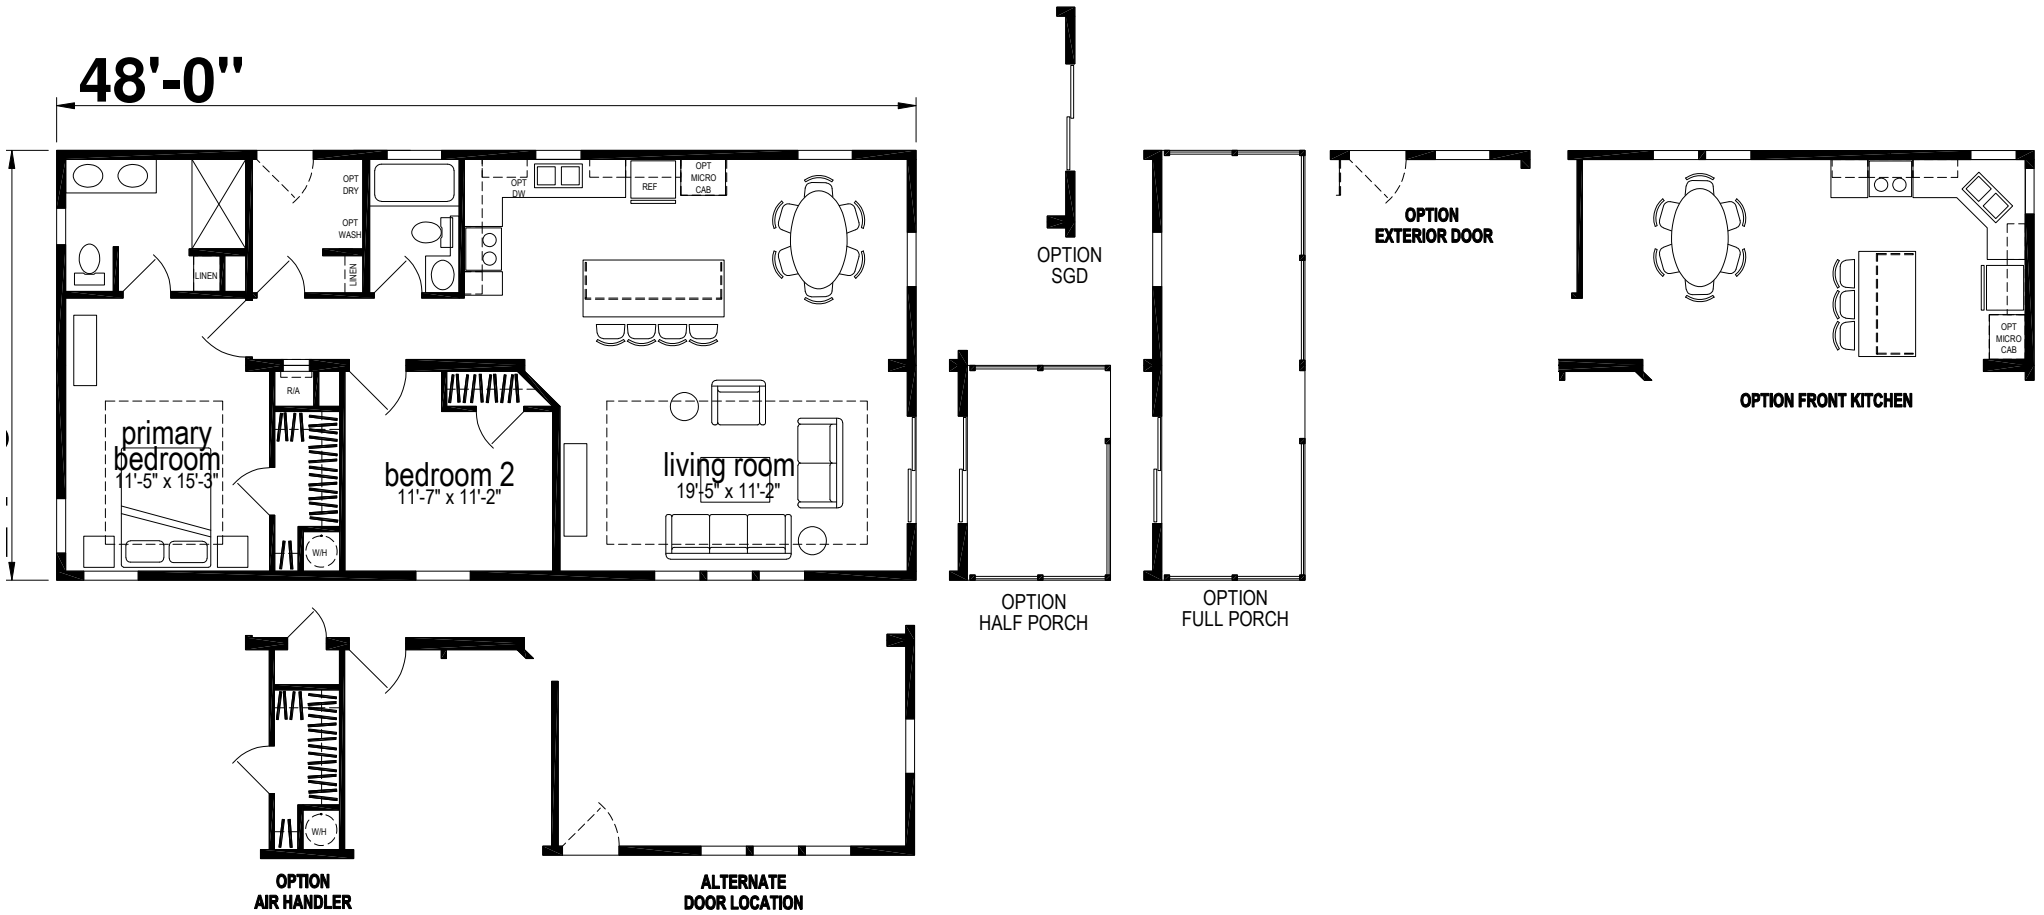 48'-0"
OPT
DRY
OPT
WASH
LINEN
LINEN
OPT
DW
REF
OPT
MICRO
CAB
R/A
primary
bedroom
11'-5" x 15'-3"
W/H
bedroom 2
11'-7" x 11'-2"
living room
19'-5" x 11'-2"
OPTION
SGD
OPTION
HALF PORCH
OPTION
FULL PORCH
OPTION
EXTERIOR DOOR
OPT
MICRO
CAB
OPTION FRONT KITCHEN
W/H
OPTION
AIR HANDLER
ALTERNATE
DOOR LOCATION